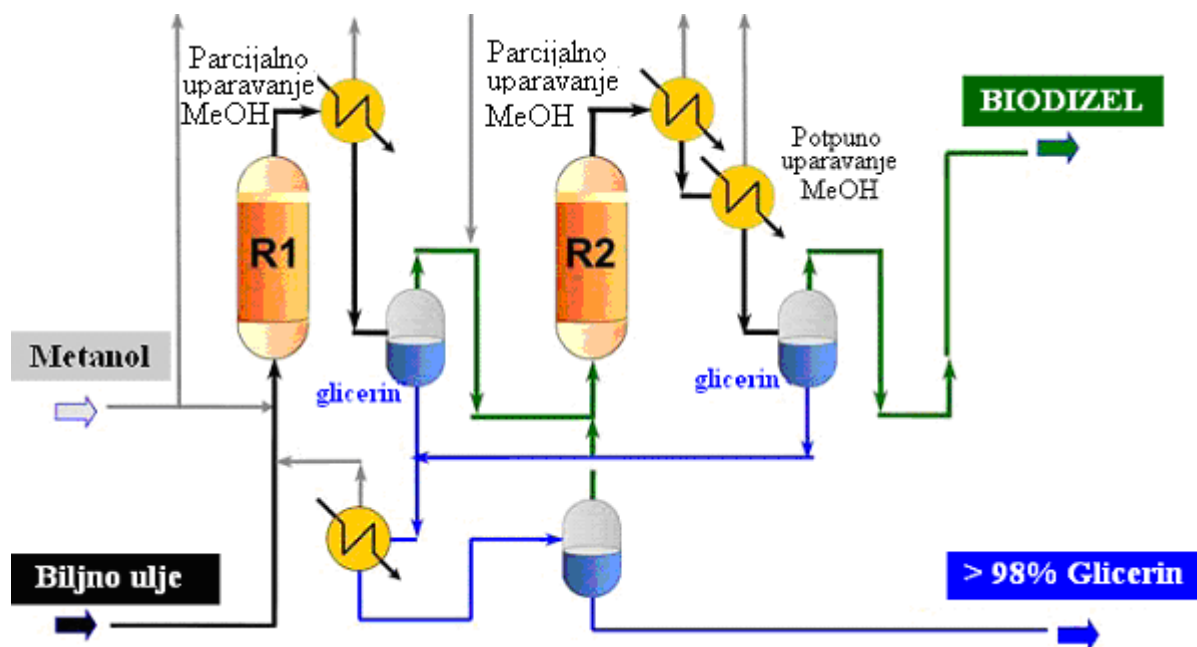 Parcijalno
uparavanje
MeOH
Parcijalno
uparavanje
MeOH
BIODIZEL
Potpuno
uparavanje
MeOH
R1
R2
Metanol
glicerin
glicerin
Biljno ulje
> 98% Glicerin